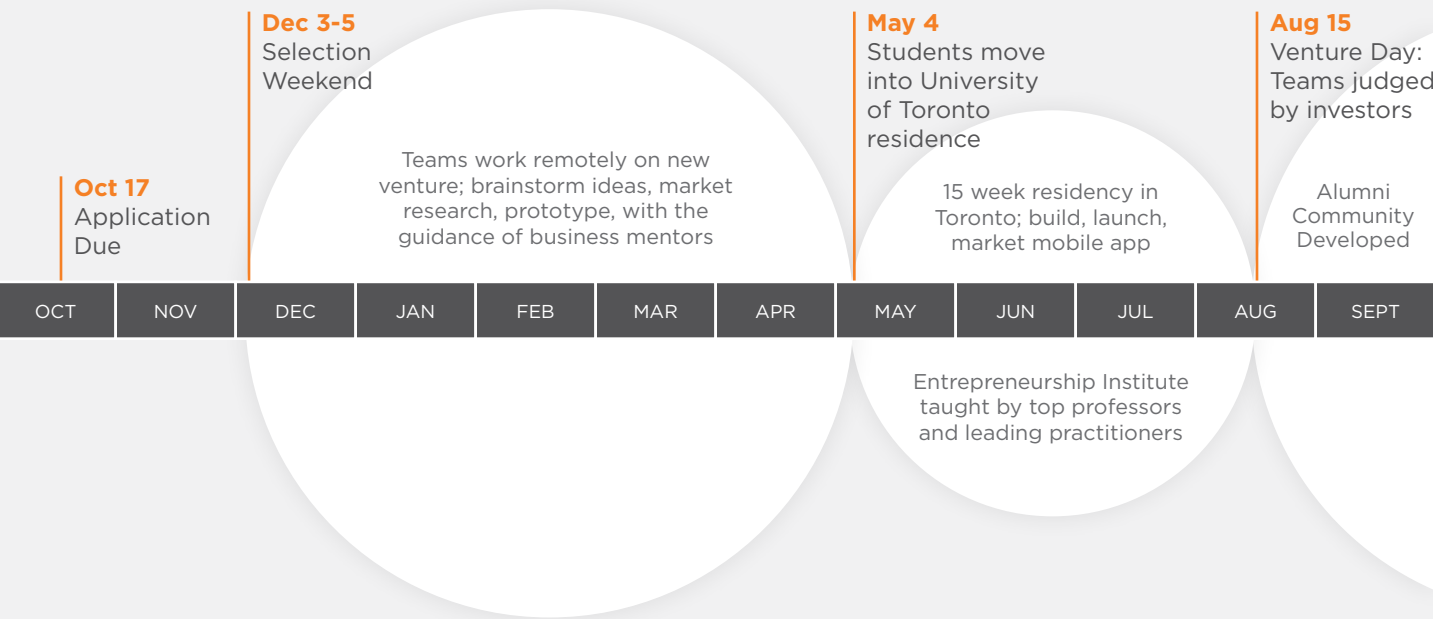 Oct 17
Application
Due
Dec 3-5
Selection
Weekend
Teams work remotely on new
venture; brainstorm ideas, market
research, prototype, with the
guidance of business mentors
May 4
Students move
into University
of Toronto
residence
15 week residency in
Toronto; build, launch,
market mobile app
Aug 15
Venture Day:
Teams judged
by investors
Alumni
Community
Developed
OCT NOV DEC JAN FEB MAR APR MAY JUN JUL AUG SEPT
Entrepreneurship Institute
taught by top professors
and leading practitioners